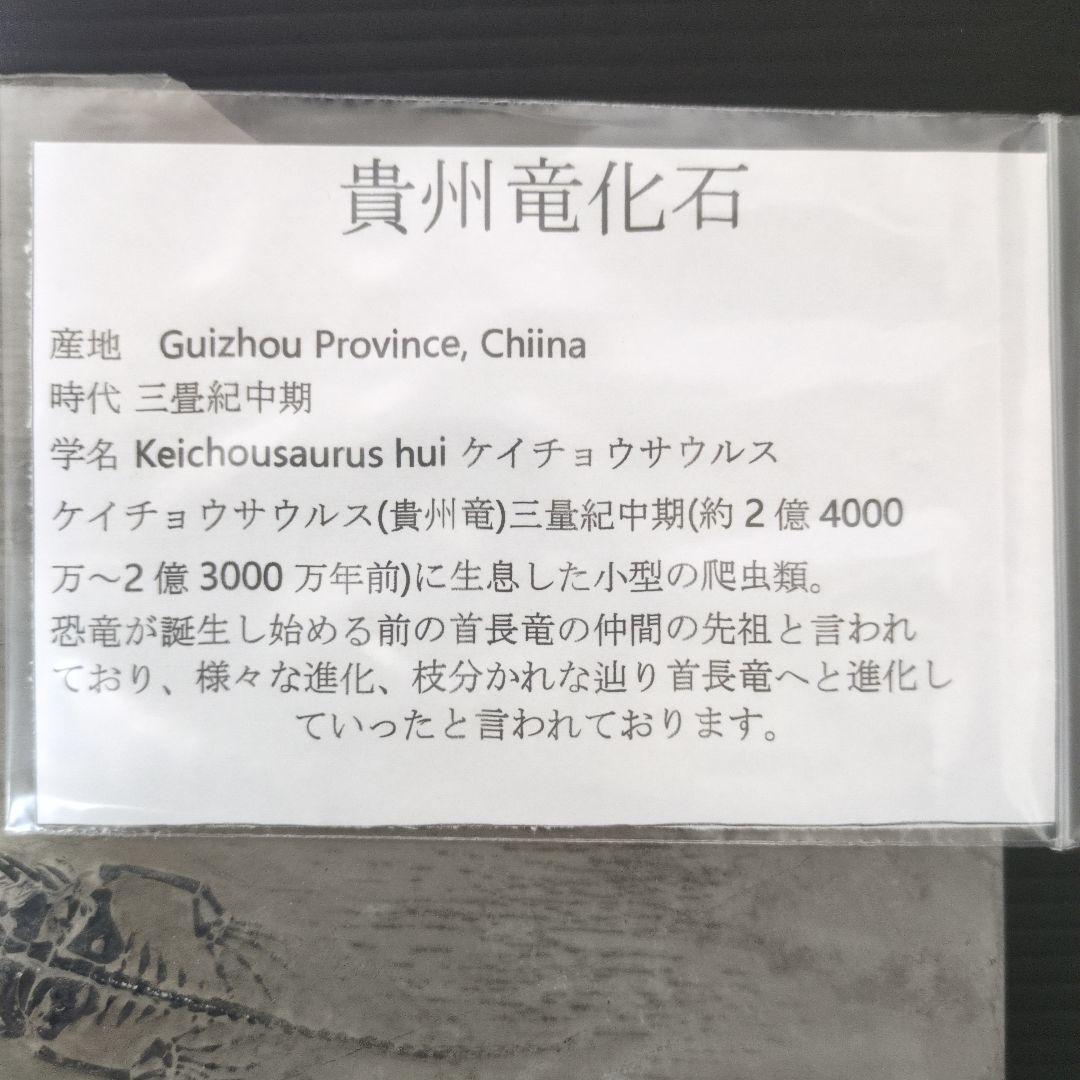 貴州竜化石
産地　Guizhou Province, Chiina
時代 三畳紀中期
学名 Keichousaurus hui ケイチョウサウルス
ケイチョウサウルス(貴州竜)三量紀中期(約 2 億 4000
万～2 億 3000 万年前)に生息した小型の爬虫類。
恐竜が誕生し始める前の首長竜の仲間の先祖と言われ
ており、様々な進化、枝分かれな辿り首長竜へと進化し
ていったと言われております。